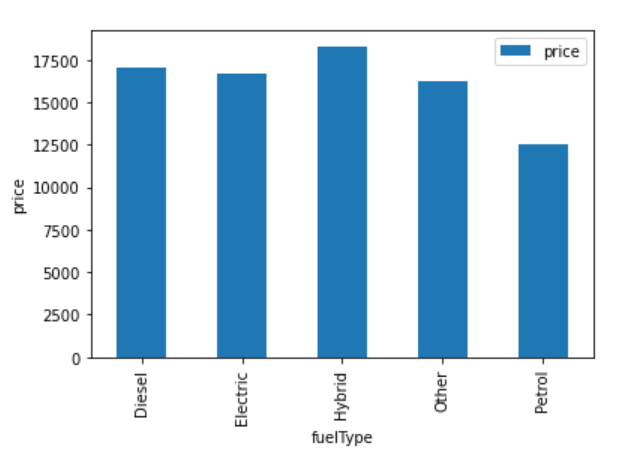 price
17500
15000
12500
10000
7500
5000
2500
0
price
Diesel
Electric
Hybrid
Other
Petrol
fuelType